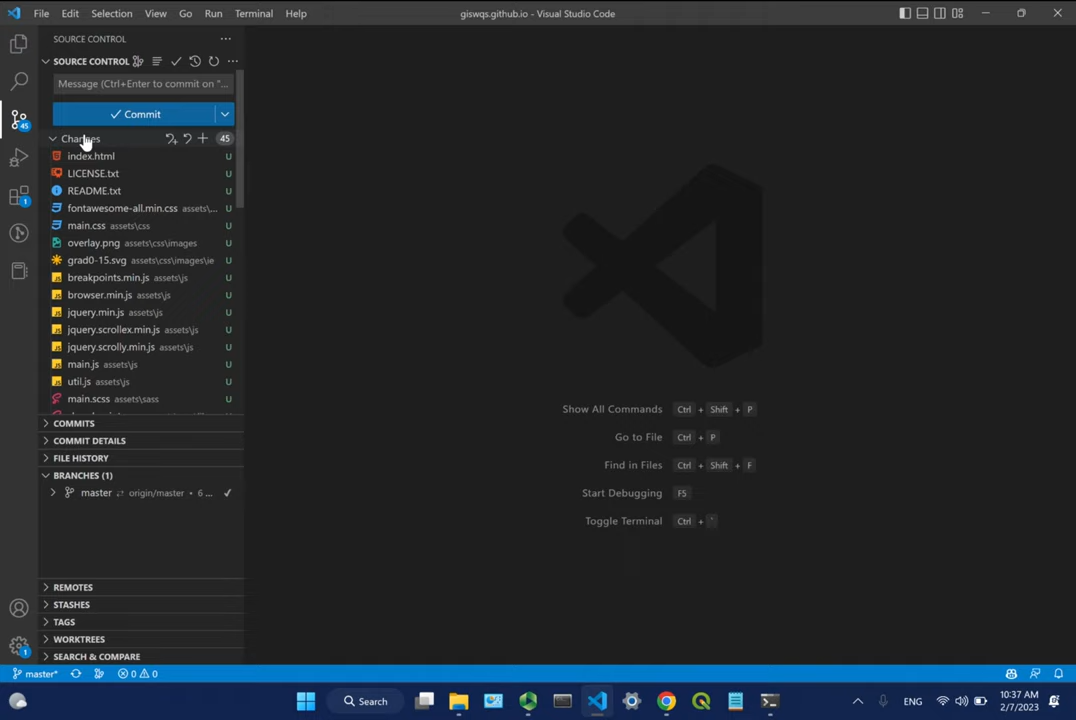 File Edit Selection View Go Run Terminal Help
giswqs.github.io - Visual Studio Code
SOURCE CONTROL
SOURCE CONTROL
Message (Ctrl+Enter to commit on "...
Commit
45
Changes
45
index.html U
LICENSE.txt U
README.txt U
fontawesome-all.min.css assets\... U
main.css assets\css U
overlay.png assets\css\images U
grad0-15.svg assets\css\images\ie U
breakpoints.min.js assets\js U
browser.min.js assets\js U
jquery.min.js assets\js U
jquery.scrollex.min.js assets\js U
jquery.scrolly.min.js assets\js U
main.js assets\js U
util.js assets\js U
main.scss assets\sass U
1
COMMITS
COMMIT DETAILS
FILE HISTORY
BRANCHES (1)
master origin/master • 6 ...
REMOTES
STASHES
TAGS
WORKTREES
SEARCH & COMPARE
1
Show All Commands Ctrl + Shift + P
Go to File Ctrl + P
Find in Files Ctrl + Shift + F
Start Debugging F5
Toggle Terminal Ctrl + `
master* 0 0
Search
ENG
10:37 AM
2/7/2023